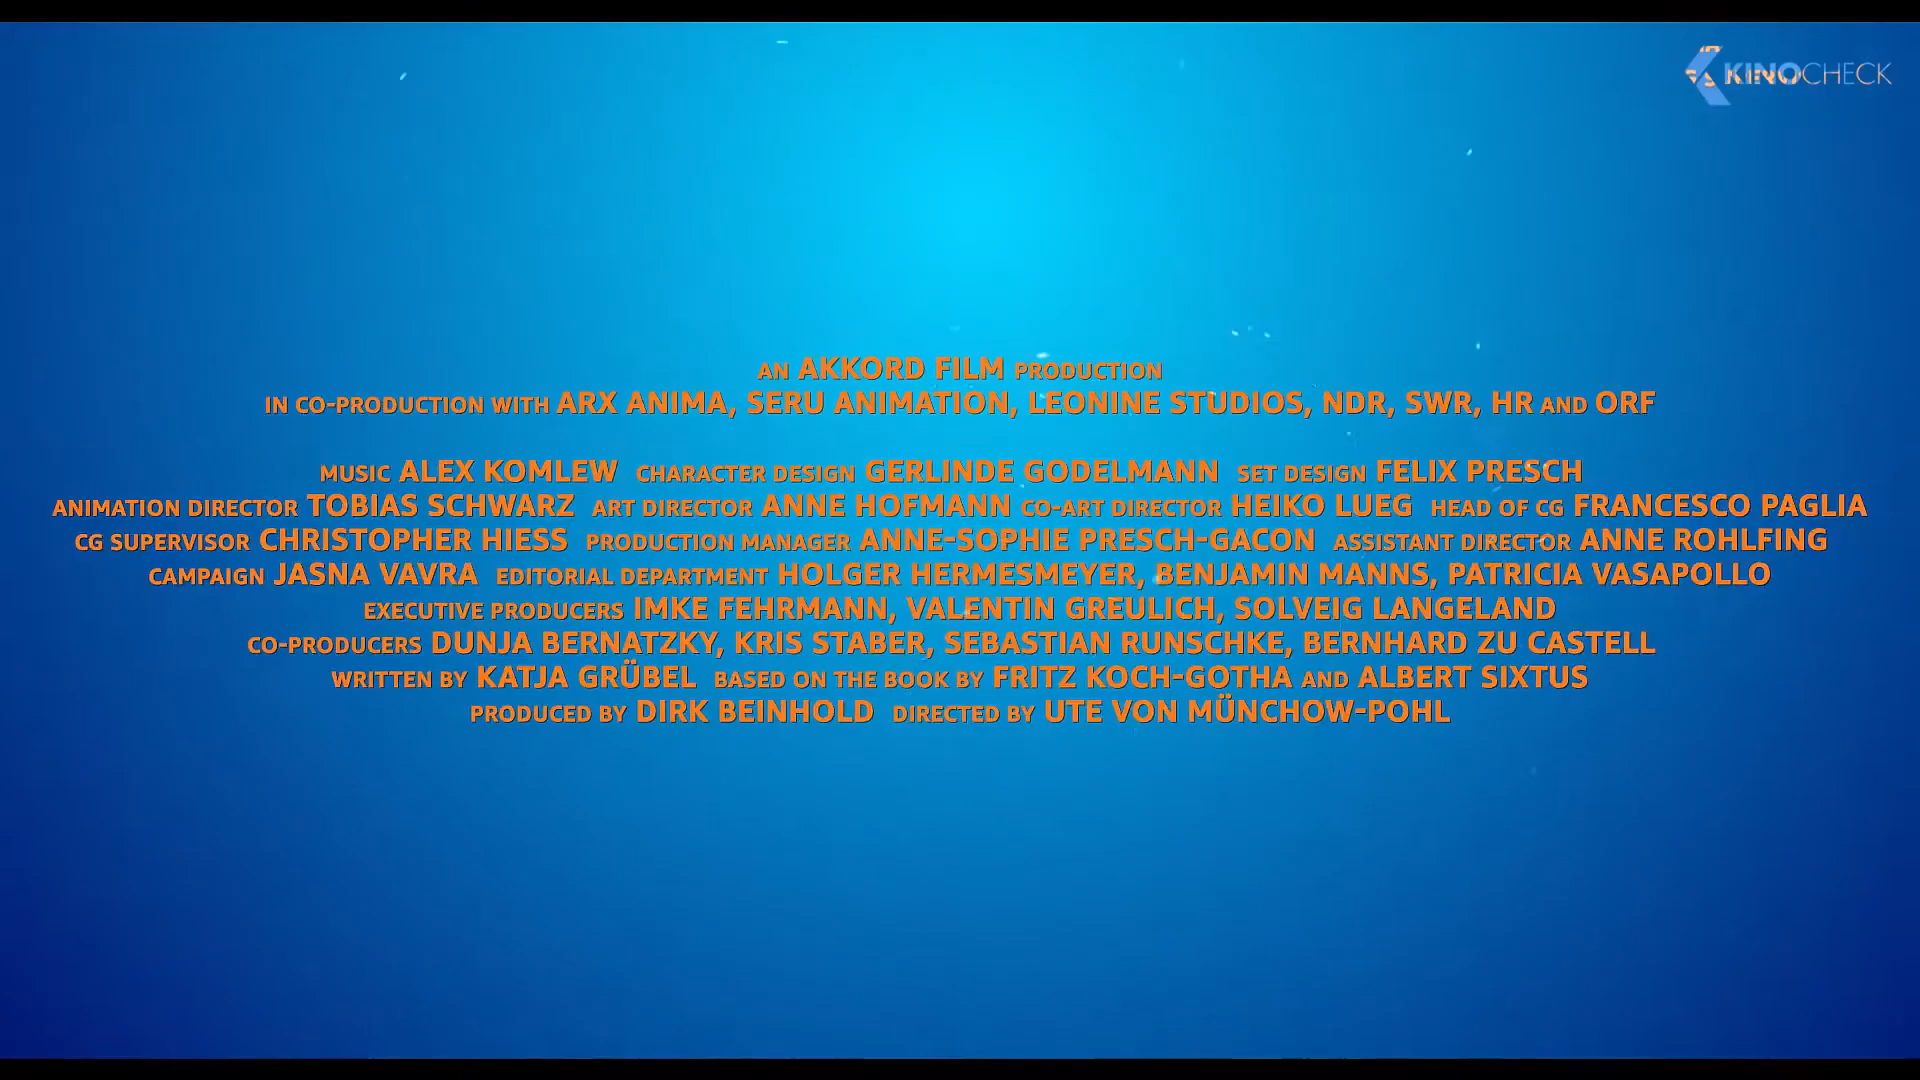 KINOCHECK
AN AKKORD FILM PRODUCTION
IN CO-PRODUCTION WITH ARX ANIMA, SERU ANIMATION, LEONINE STUDIOS, NDR, SWR, HR AND ORF
MUSIC ALEX KOMLEW CHARACTER DESIGN GERLINDE GODELMANN SET DESIGN FELIX PRESCH
ANIMATION DIRECTOR TOBIAS SCHWARZ ART DIRECTOR ANNE HOFMANN CO-ART DIRECTOR HEIKO LUEG HEAD OF CG FRANCESCO PAGLIA
CG SUPERVISOR CHRISTOPHER HIESS PRODUCTION MANAGER ANNE-SOPHIE PRESCH-GACON ASSISTANT DIRECTOR ANNE ROHLFING
CAMPAIGN JASNA VAVRA EDITORIAL DEPARTMENT HOLGER HERMESMEYER, BENJAMIN MANNS, PATRICIA VASAPOLLO
EXECUTIVE PRODUCERS IMKE FEHRMANN, VALENTIN GREULICH, SOLVEIG LANGELAND
CO-PRODUCERS DUNJA BERNATZKY, KRIS STABER, SEBASTIAN RUNSCHKE, BERNHARD ZU CASTELL
WRITTEN BY KATJA GRÜBEL BASED ON THE BOOK BY FRITZ KOCH-GOTHA AND ALBERT SIXTUS
PRODUCED BY DIRK BEINHOLD DIRECTED BY UTE VON MÜNCHOW-POHL